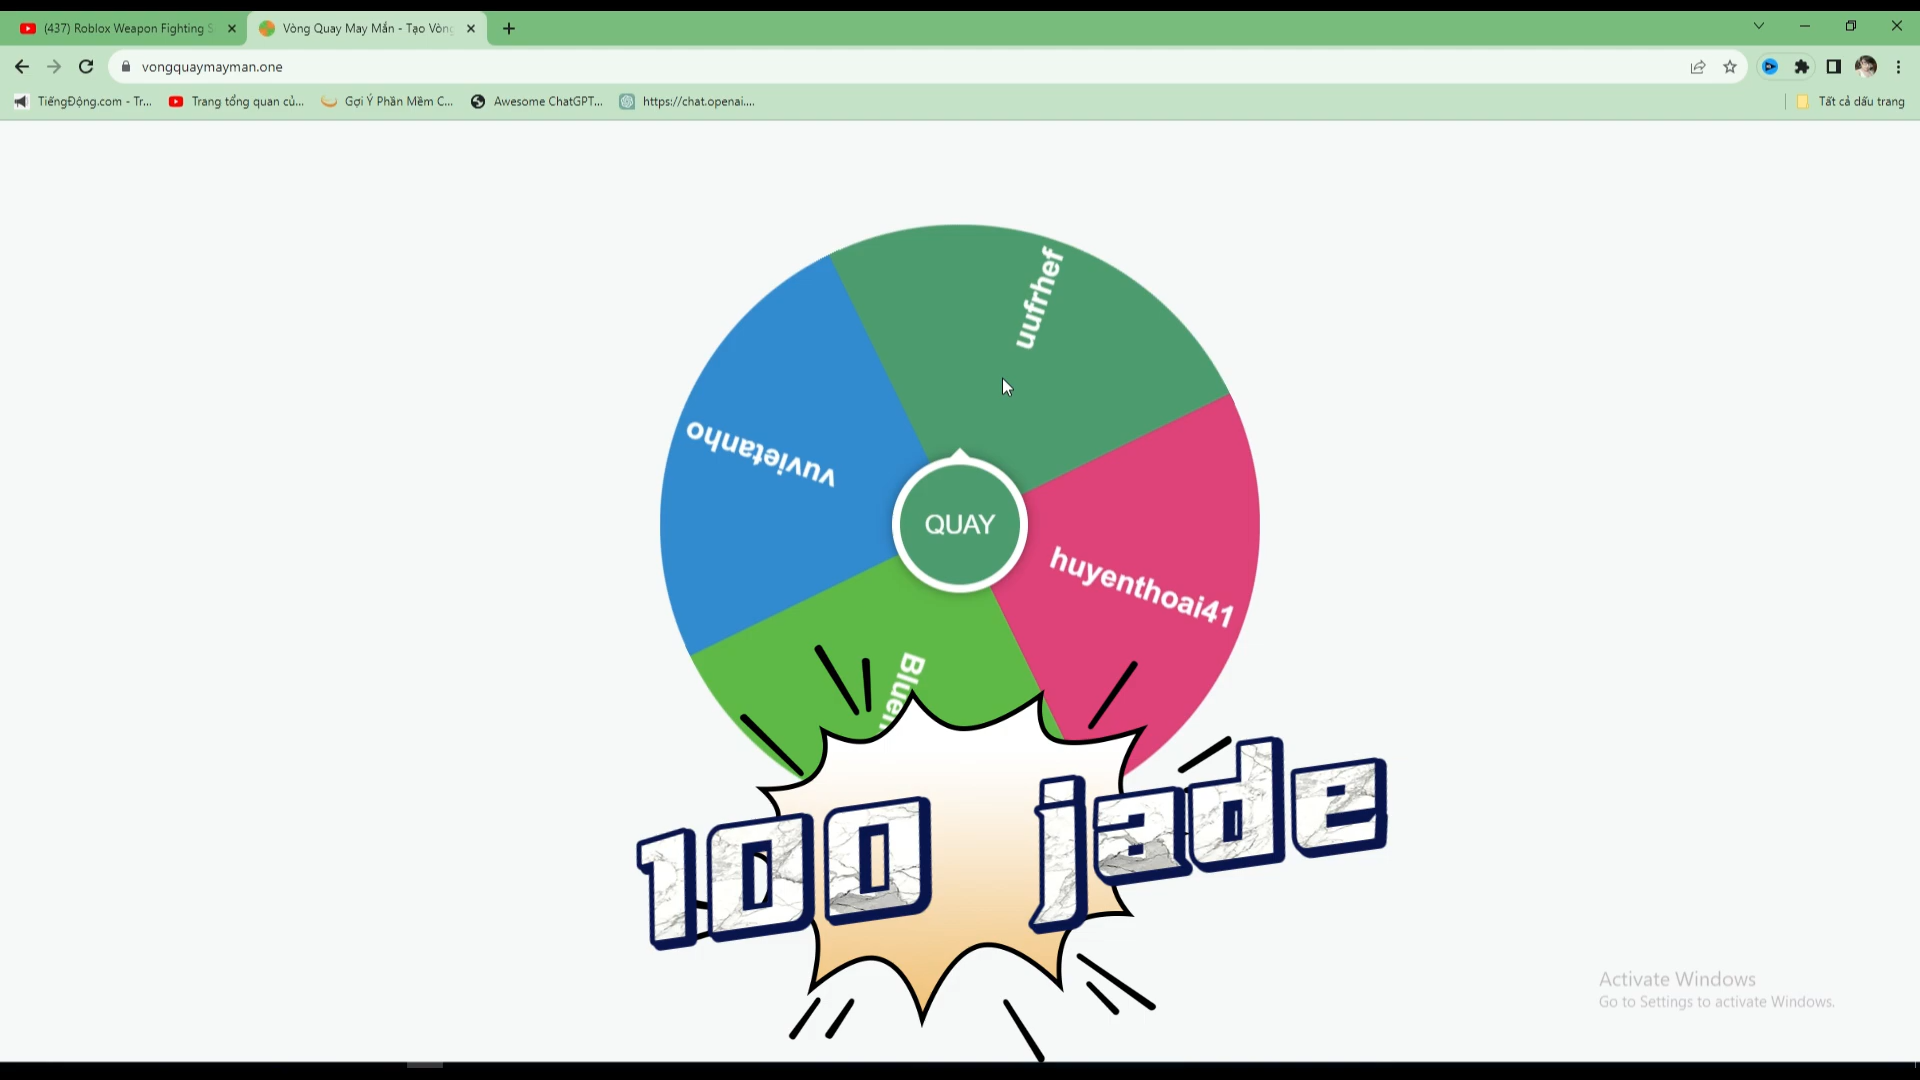 (437) Roblox Weapon Fighting S
Vòng Quay May Mắn - Tạo Vòng
vongquaymayman.one
TiếngĐộng.com - Tr...
Trang tổng quan củ...
Gợi Ý Phần Mềm C...
Awesome ChatGPT...
https://chat.openai....
Tất cả dấu trang
uufrhef
vuvietanho
QUAY
huyenthoai41
100 jade
Activate Windows
Go to Settings to activate Windows.